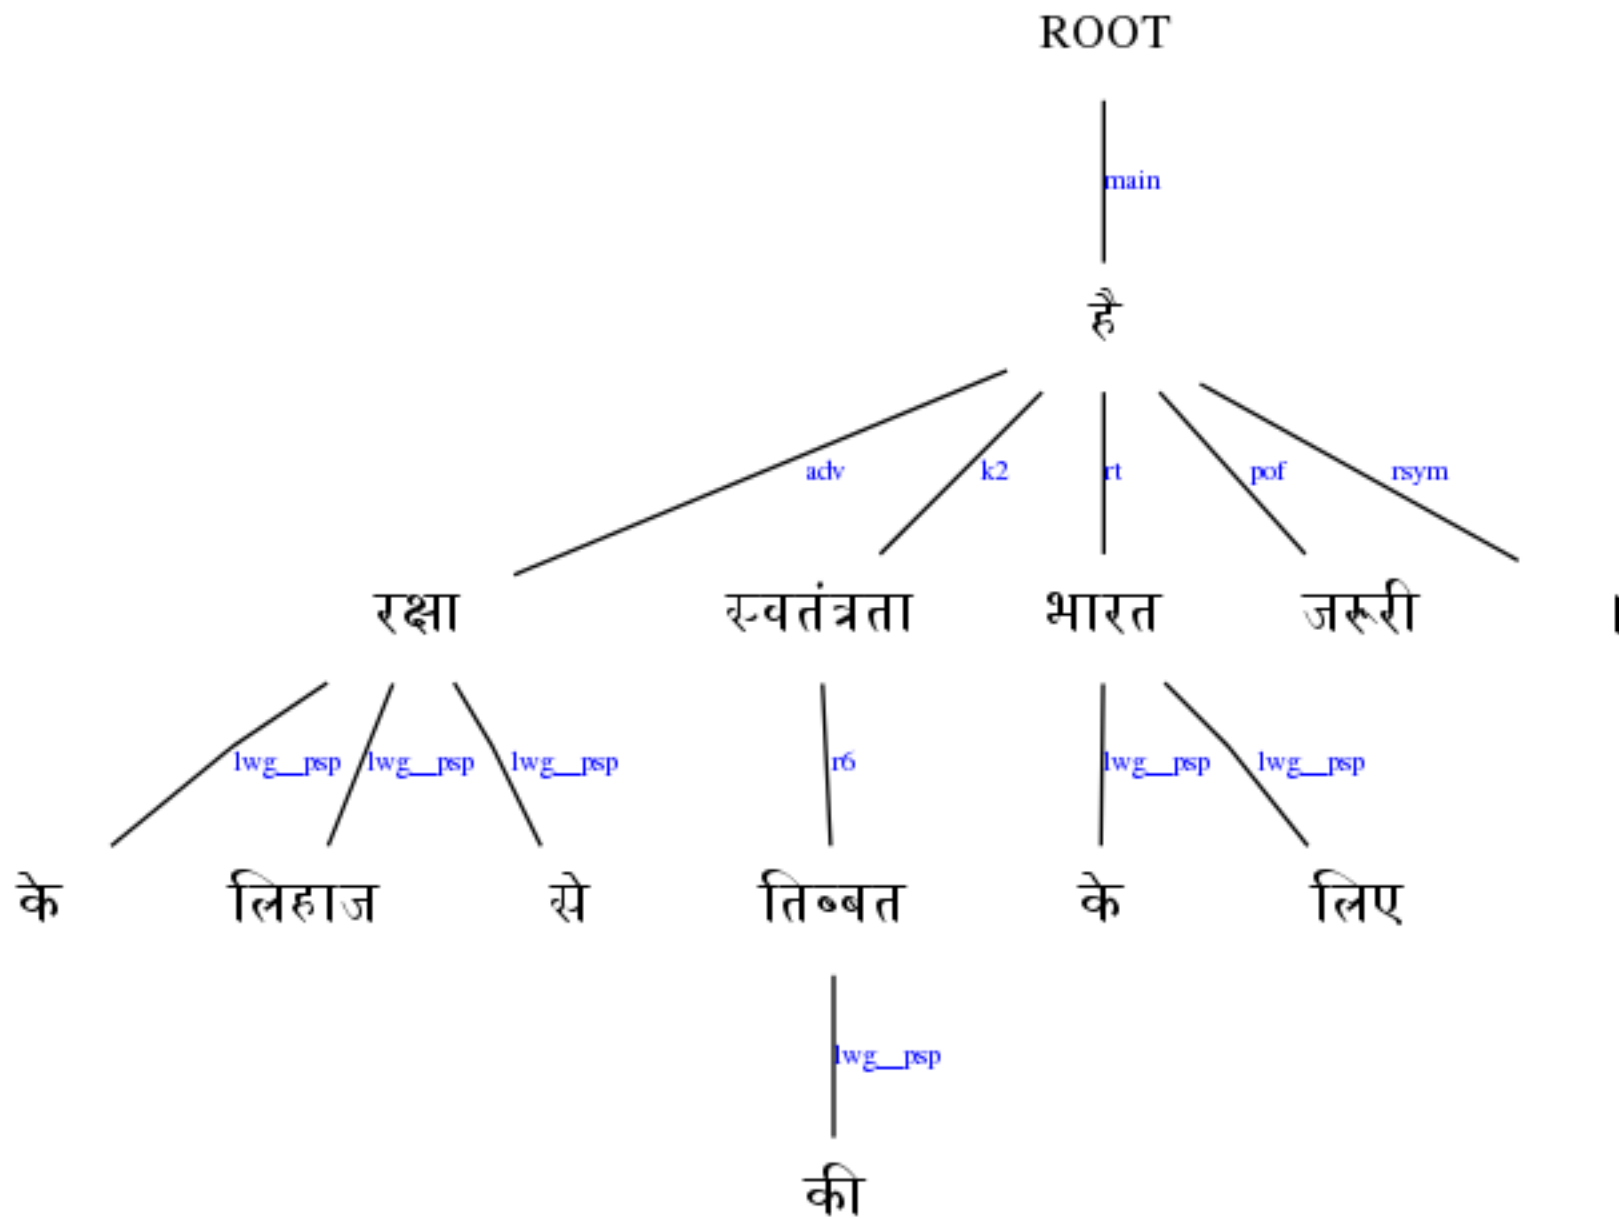 ROOT
main
है
adv k2 rt pof rsym
रक्षा स्वतंत्रता भारत जरूरी ।
lwg__psp lwg__psp lwg__psp r6 lwg__psp lwg__psp
के लिहाज से तिब्बत के लिए
lwg__psp
की